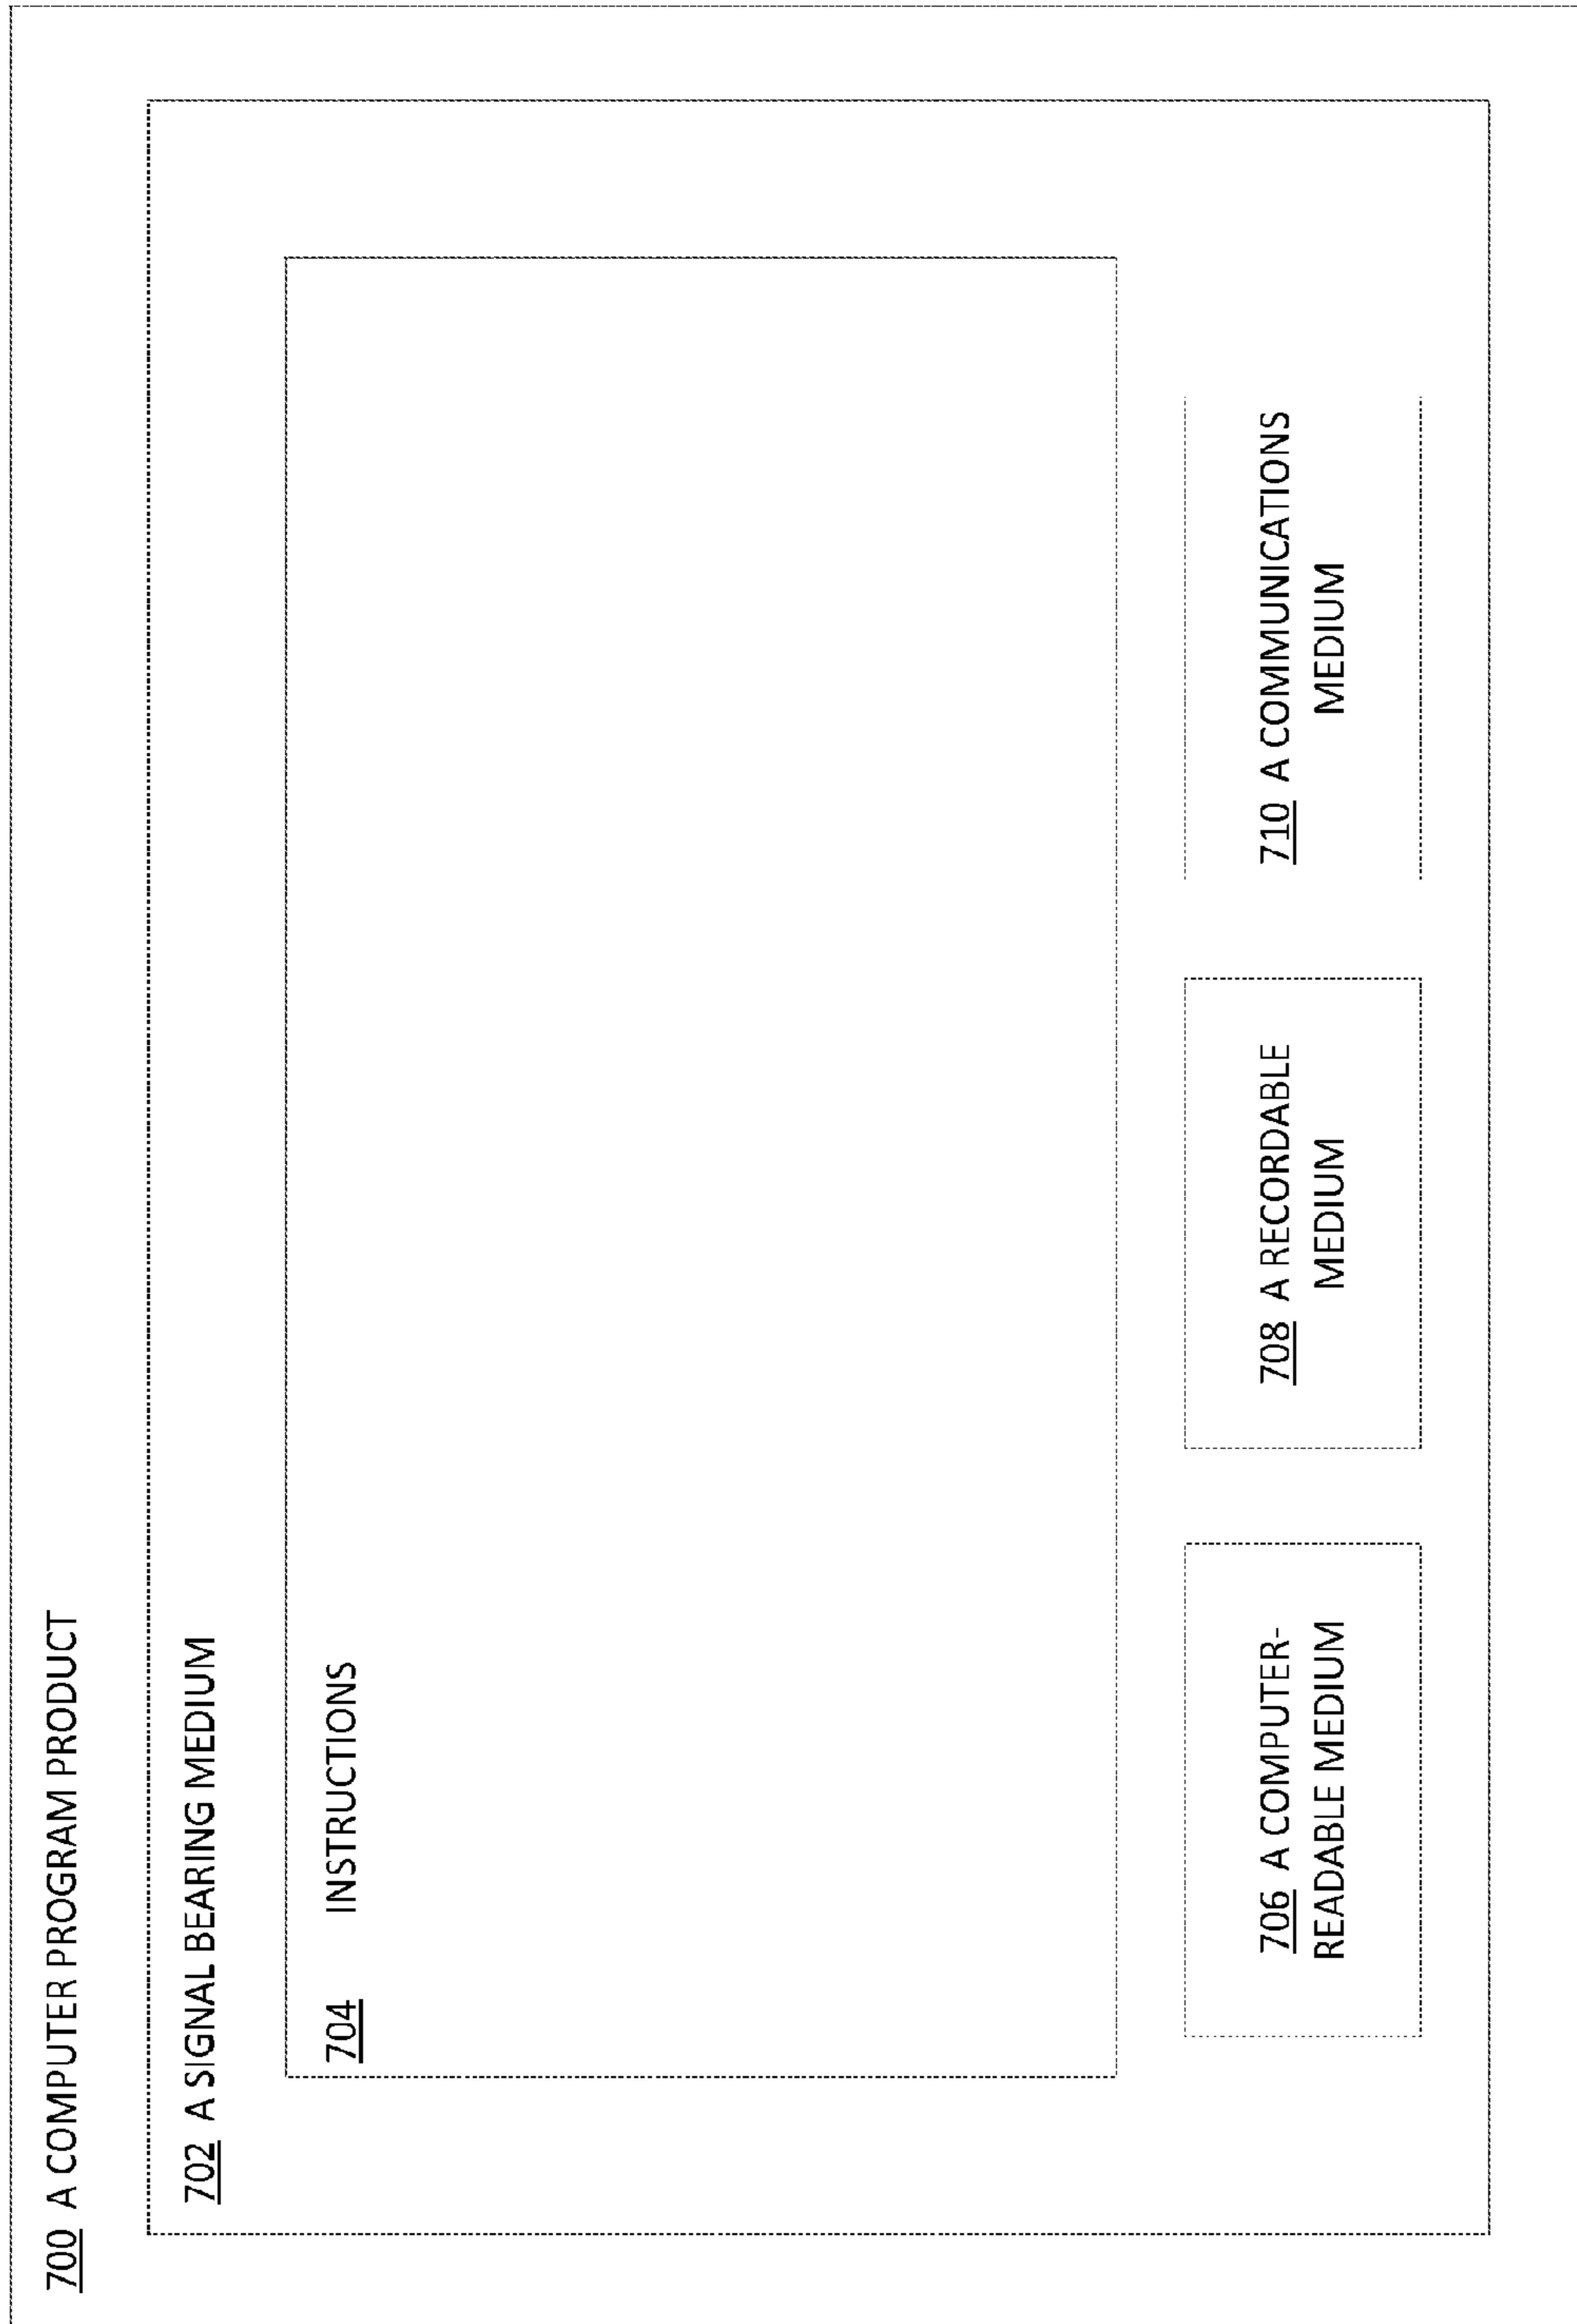 700 A COMPUTER PROGRAM PRODUCT
702 A SIGNAL BEARING MEDIUM
704 INSTRUCTIONS
706 A COMPUTER-
READABLE MEDIUM
708 A RECORDABLE
MEDIUM
710 A COMMUNICATIONS
MEDIUM